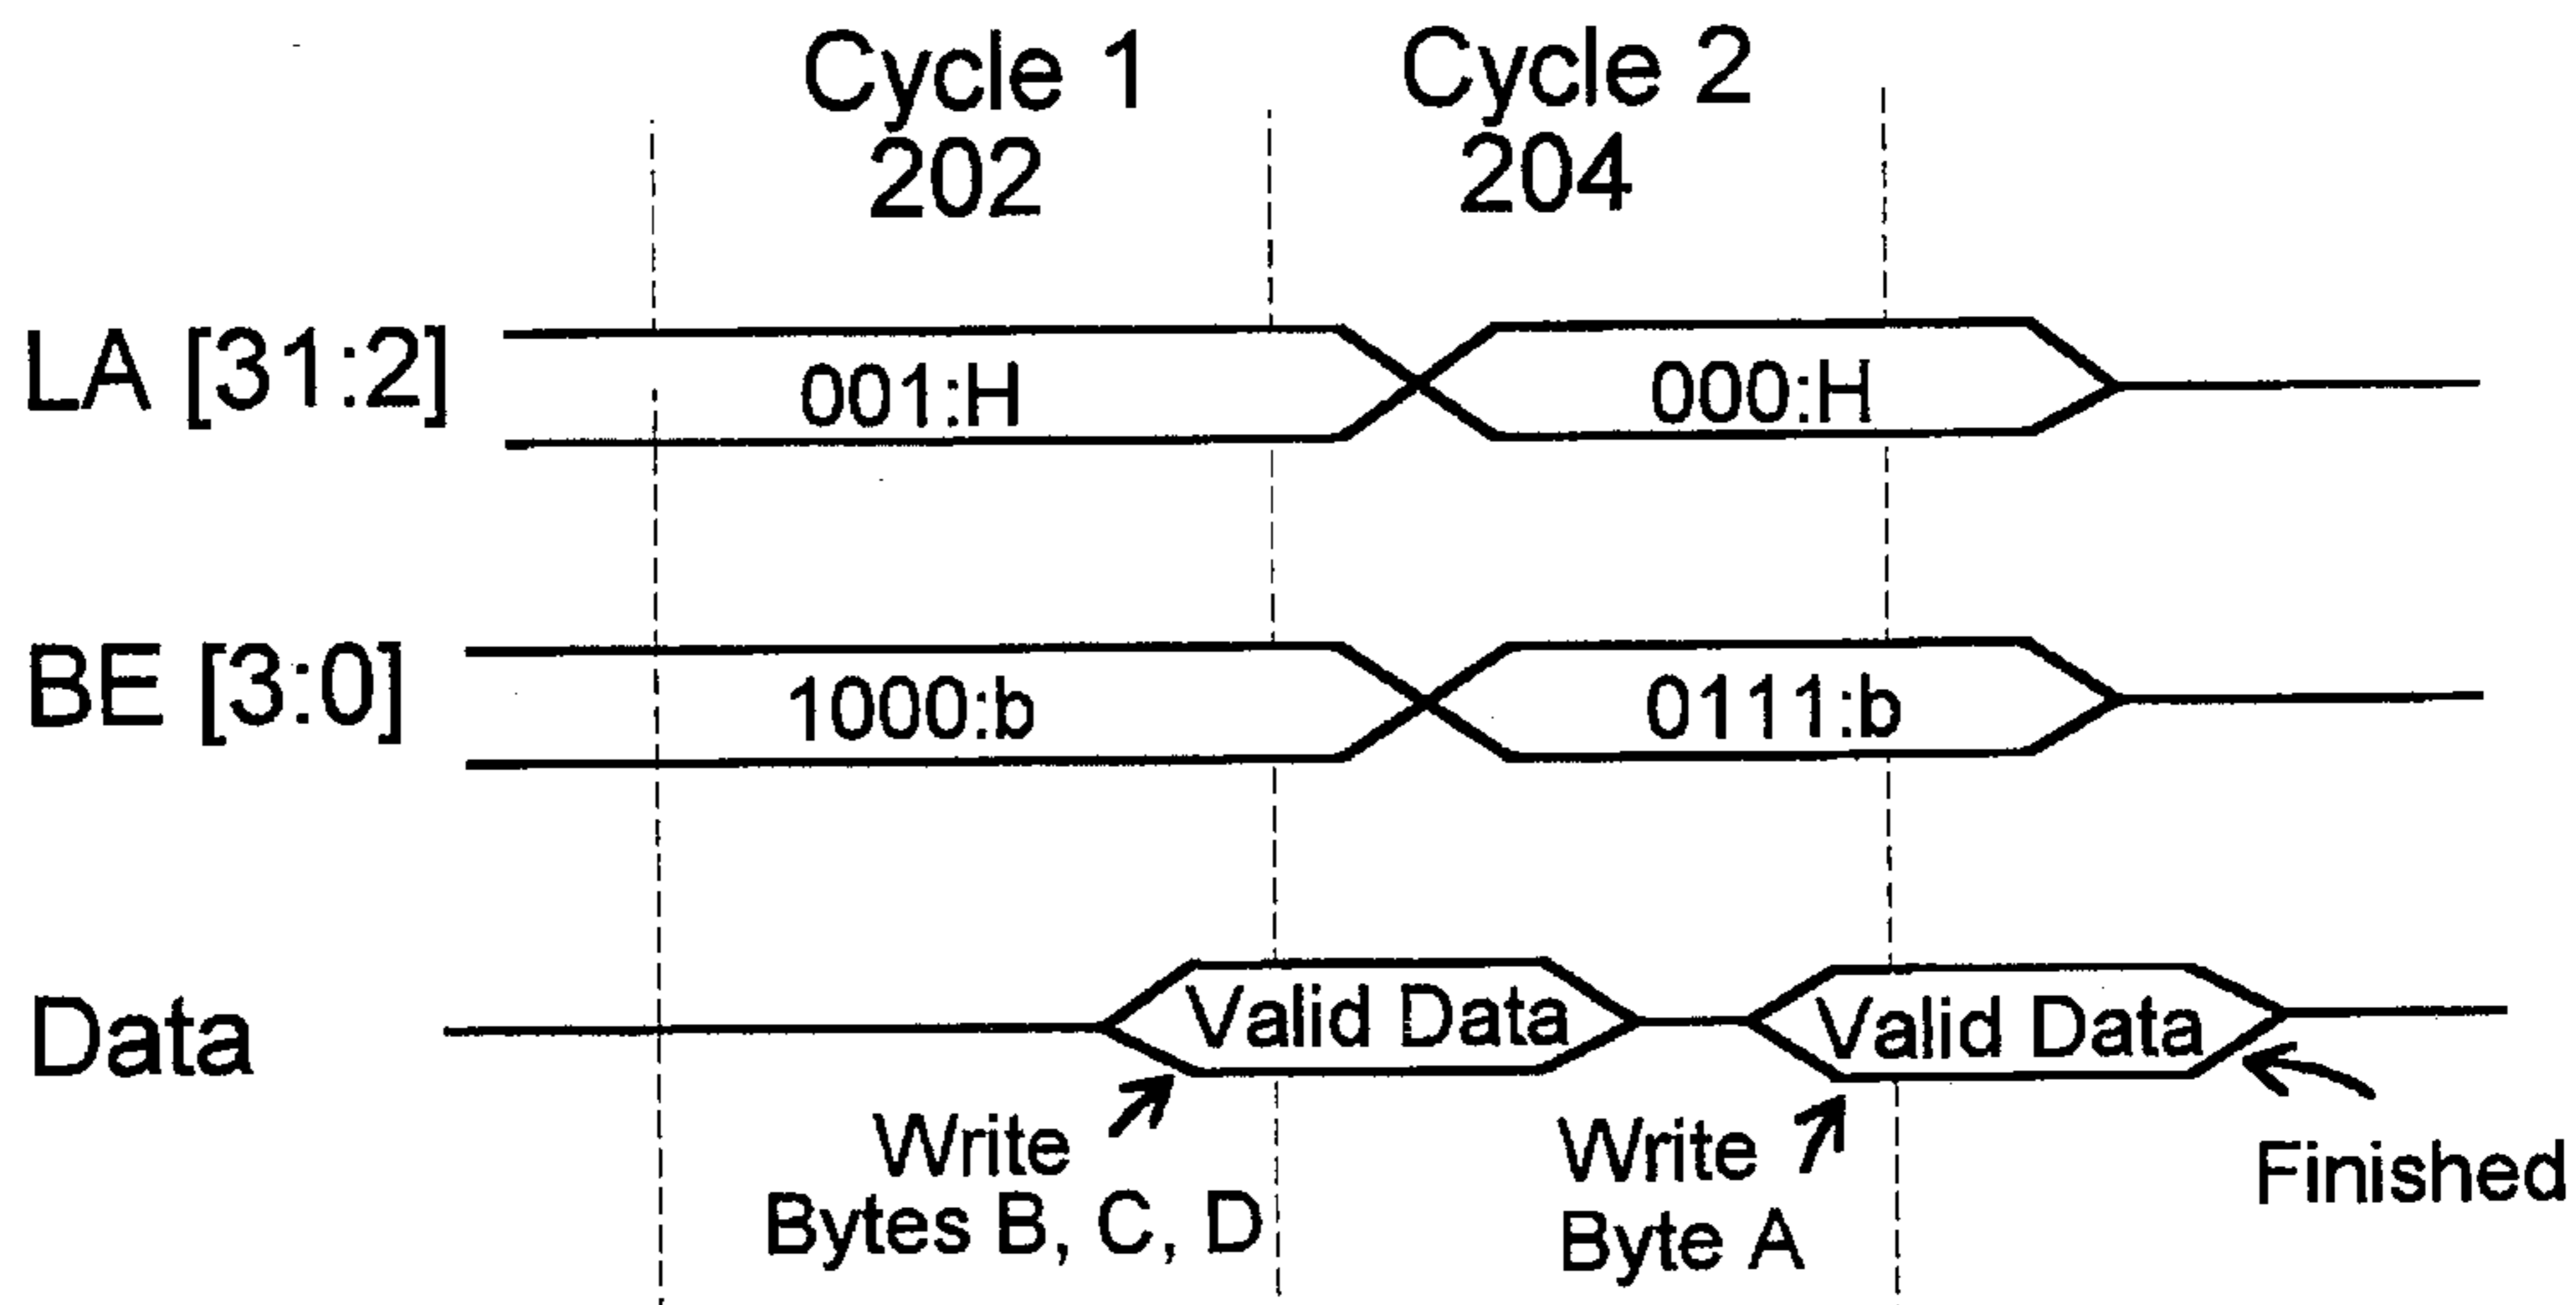 Cycle 1
202
Cycle 2
204
LA [31:2]
001:H
000:H
BE [3:0]
1000:b
0111:b
Data
Valid Data
Valid Data
Write
Bytes B, C, D
Write
Byte A
Finished